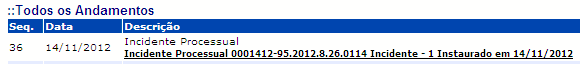 ::Todos os Andamentos
Seq. Data Descrição
36 14/11/2012 Incidente Processual
Incidente Processual 0001412-95.2012.8.26.0114 Incidente - 1 Instaurado em 14/11/2012